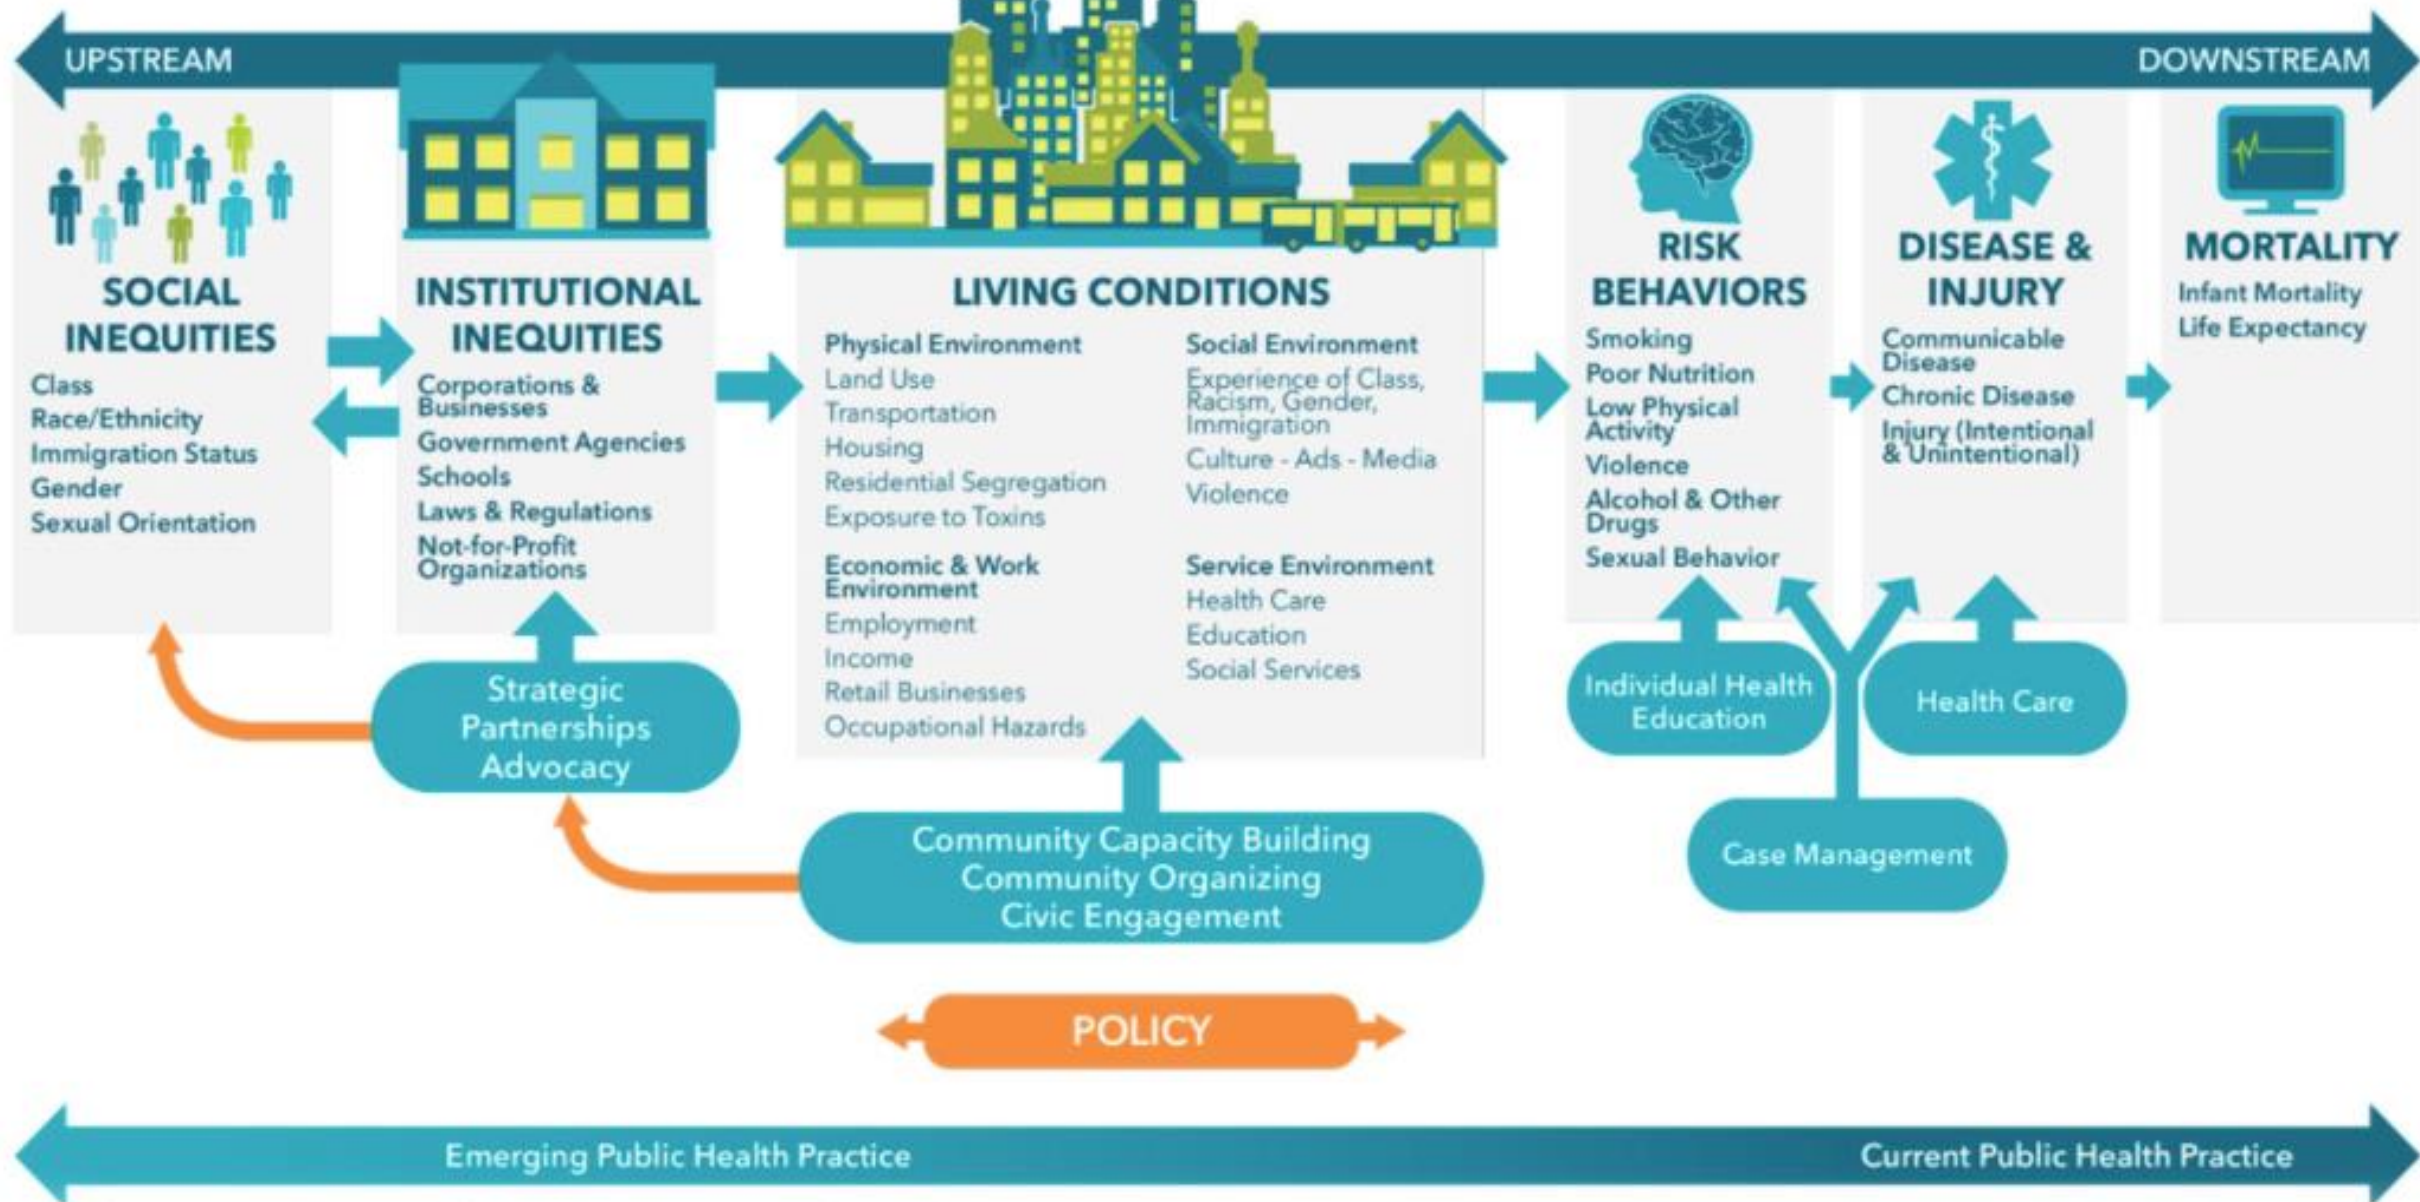 UPSTREAM
DOWNSTREAM
SOCIAL
INEQUITIES
Class
Race/Ethnicity
Immigration Status
Gender
Sexual Orientation
INSTITUTIONAL
INEQUITIES
Corporations &
Businesses
Government Agencies
Schools
Laws & Regulations
Not-for-Profit
Organizations
LIVING CONDITIONS
Physical Environment
Land Use
Transportation
Housing
Residential Segregation
Exposure to Toxins
Economic & Work
Environment
Employment
Income
Retail Businesses
Occupational Hazards
Social Environment
Experience of Class,
Racism, Gender,
Immigration
Culture - Ads - Media
Violence
Service Environment
Health Care
Education
Social Services
RISK
BEHAVIORS
Smoking
Poor Nutrition
Low Physical
Activity
Violence
Alcohol & Other
Drugs
Sexual Behavior
DISEASE &
INJURY
Communicable
Disease
Chronic Disease
Injury (Intentional
& Unintentional)
MORTALITY
Infant Mortality
Life Expectancy
Strategic
Partnerships
Advocacy
Community Capacity Building
Community Organizing
Civic Engagement
Individual Health
Education
Health Care
Case Management
POLICY
Emerging Public Health Practice
Current Public Health Practice